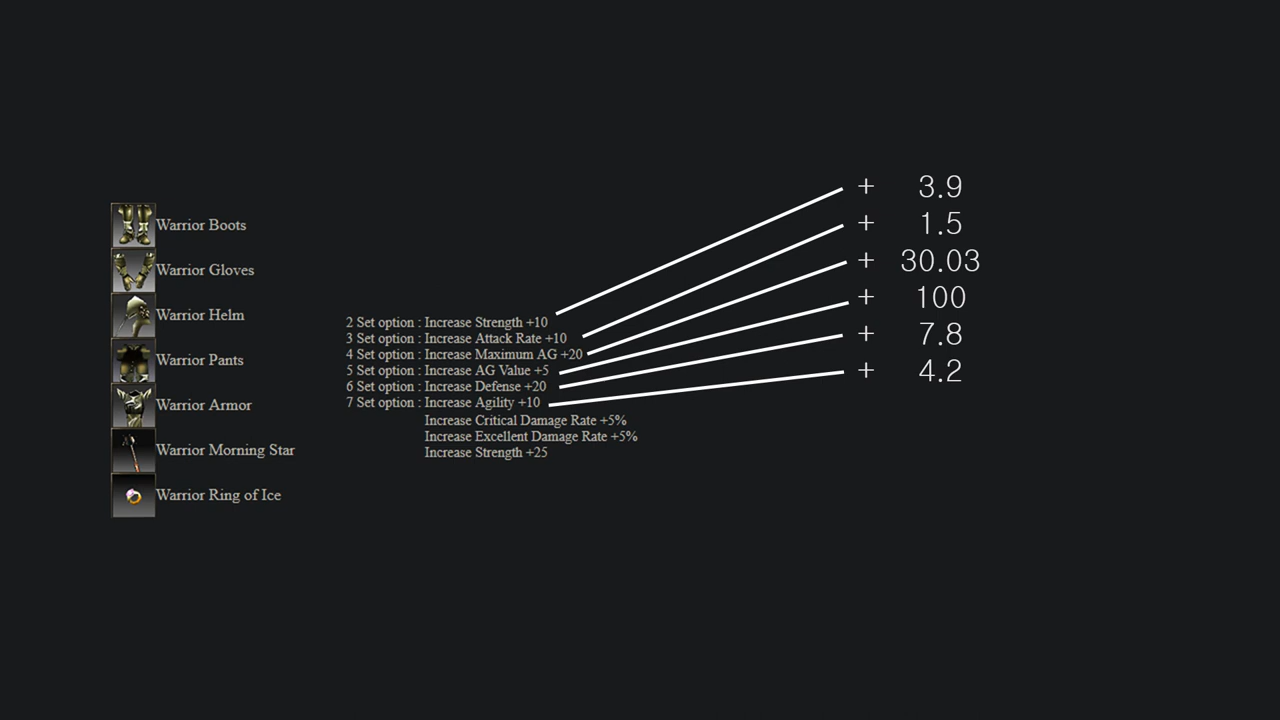 Warrior Boots
Warrior Gloves
Warrior Helm
Warrior Pants
Warrior Armor
Warrior Morning Star
Warrior Ring of Ice
2 Set option : Increase Strength +10
3 Set option : Increase Attack Rate +10
4 Set option : Increase Maximum AG +20
5 Set option : Increase AG Value +5
6 Set option : Increase Defense +20
7 Set option : Increase Agility +10
Increase Critical Damage Rate +5%
Increase Excellent Damage Rate +5%
Increase Strength +25
+ 3.9
+ 1.5
+ 30.03
+ 100
+ 7.8
+ 4.2